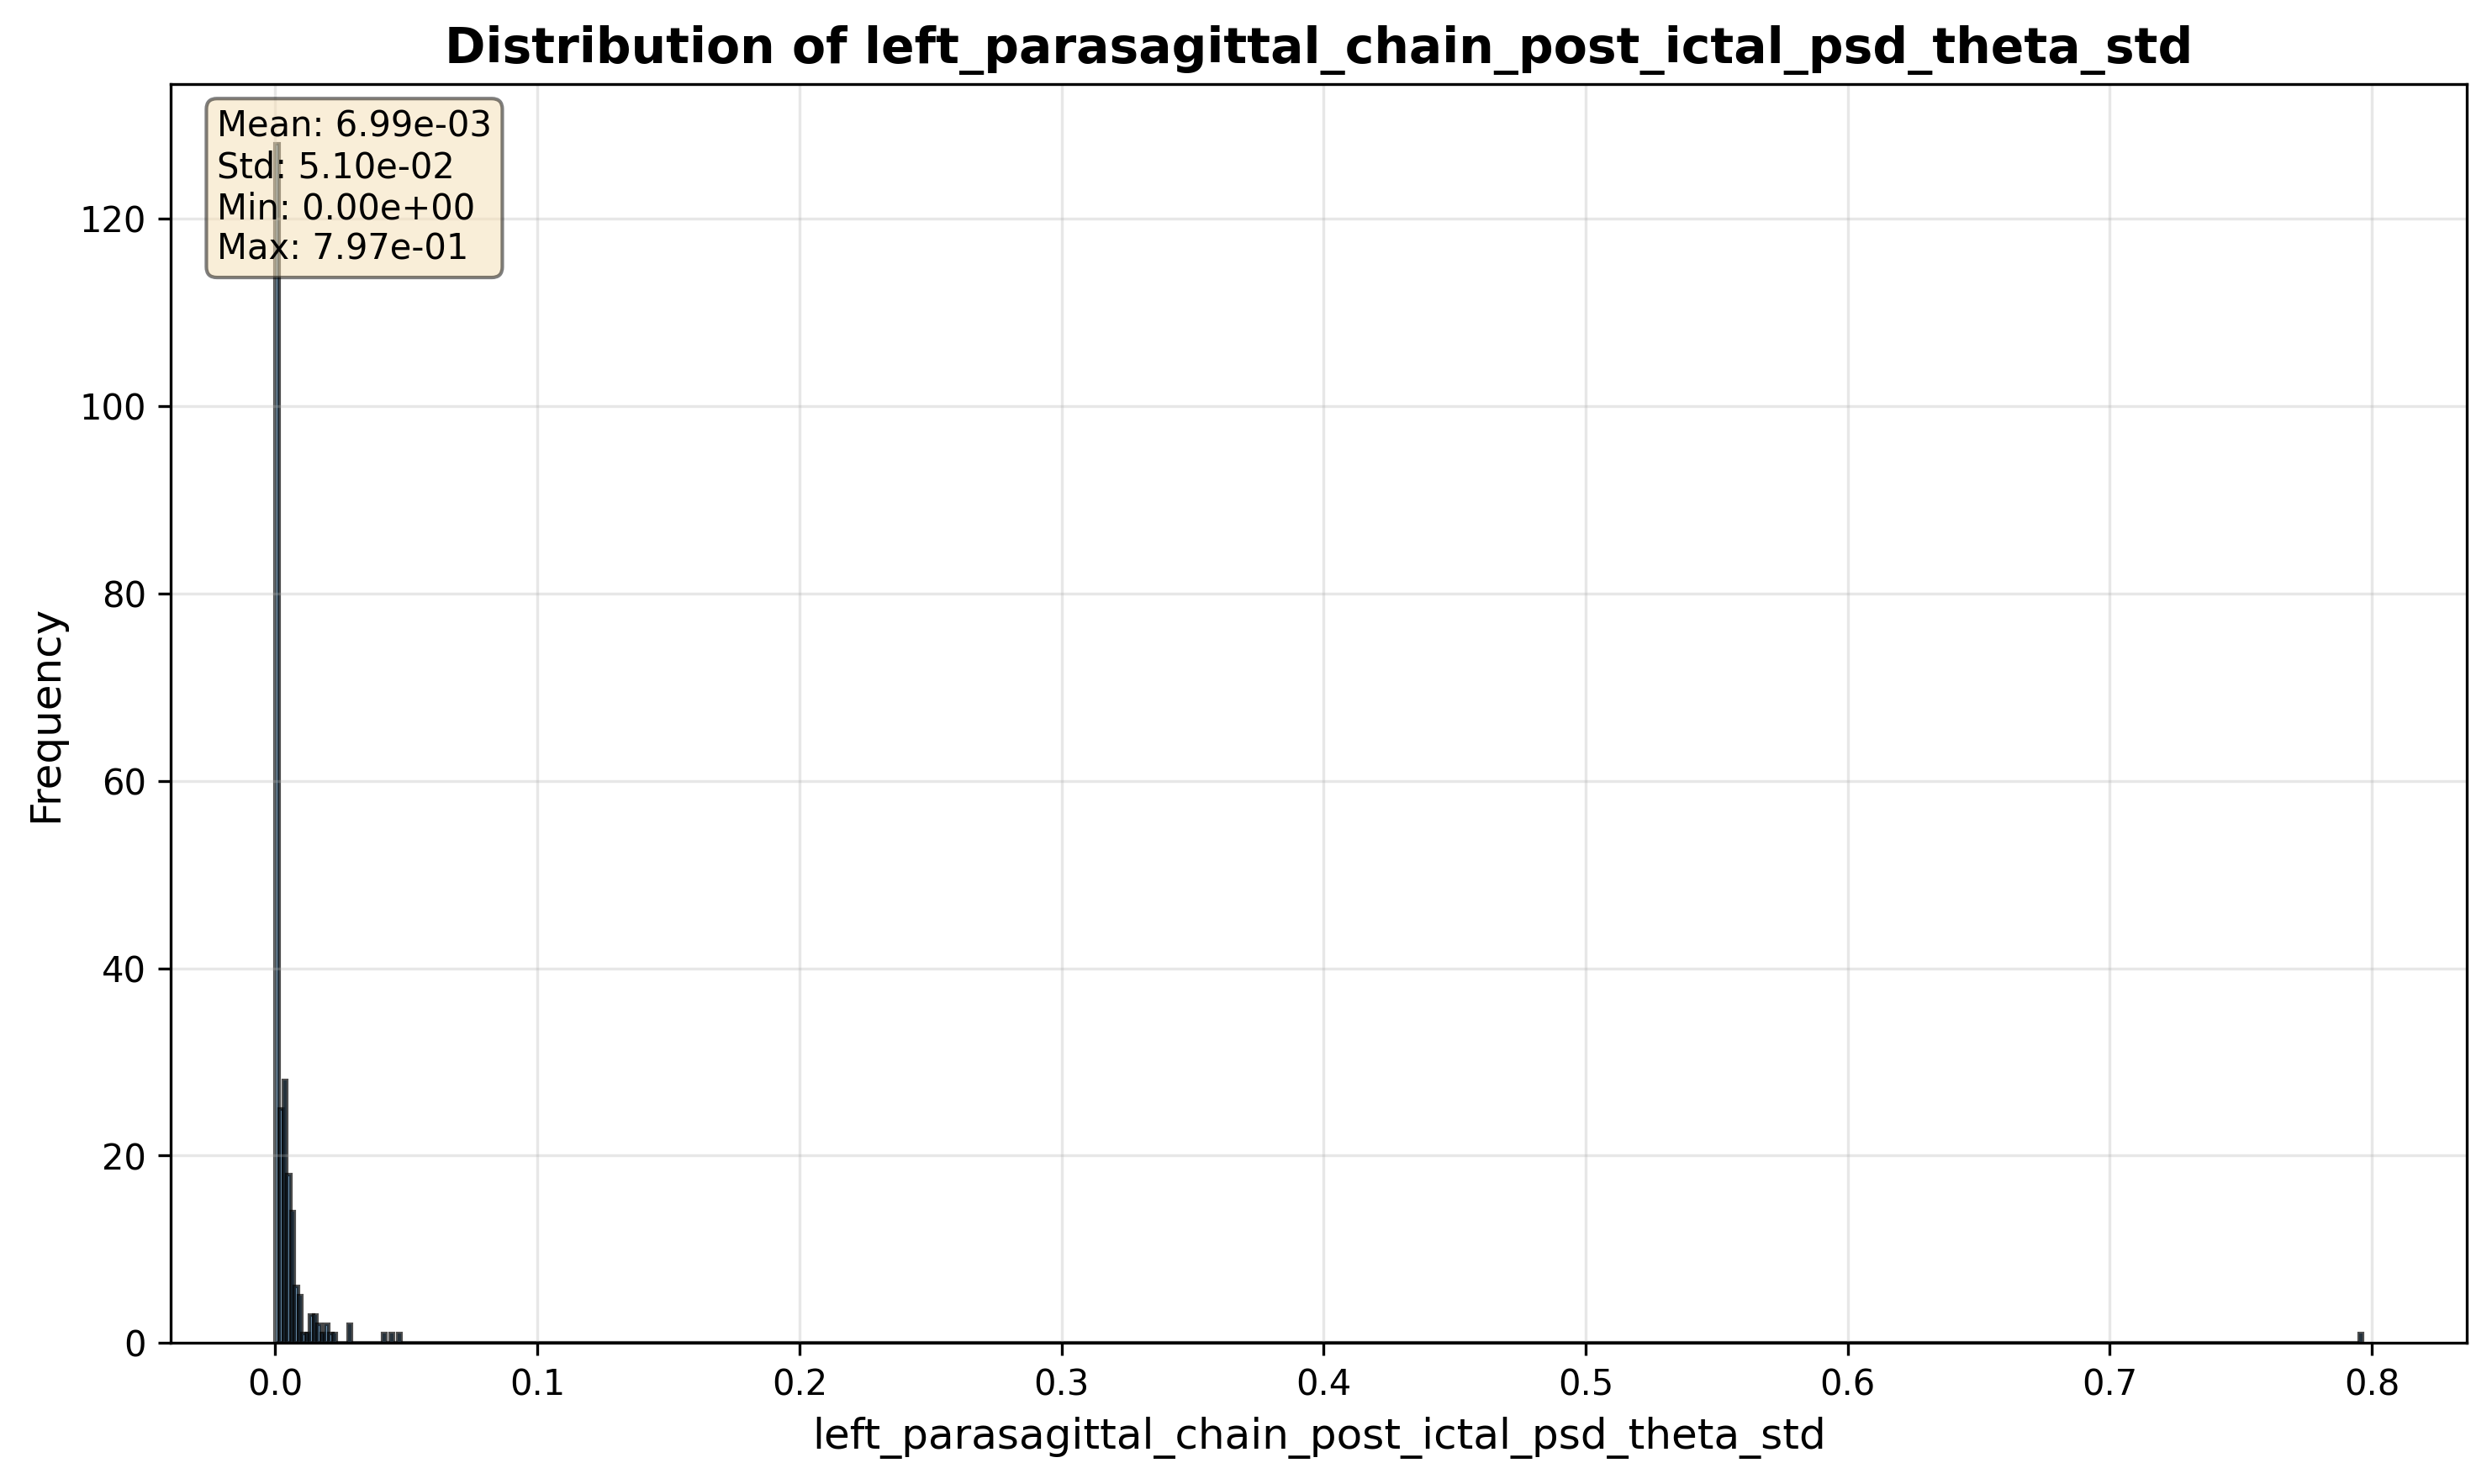 Distribution of left_parasagittal_chain_post_ictal_psd_theta_std
Mean: 6.99e-03
Std: 5.10e-02
Min: 0.00e+00
Max: 7.97e-01
120
100
80
60
40
20
0
Frequency
0.0 0.1 0.2 0.3 0.4 0.5 0.6 0.7 0.8
left_parasagittal_chain_post_ictal_psd_theta_std